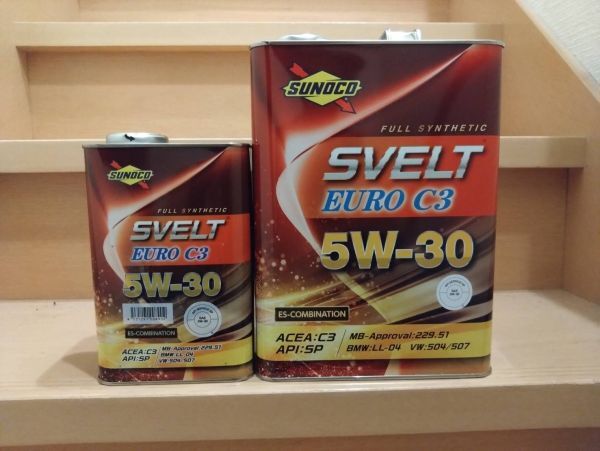 SUNOCO
FULL SYNTHETIC
SVELT
EURO C3
5W-30
ES-COMBINATION
ACEA:C3
API:SP
MB-Approval:229.51
BMW:LL-04 VW:504/507
SUNOCO
FULL SYNTHETIC
SVELT
EURO C3
5W-30
ES-COMBINATION
ACEA:C3
API:SP
MB-Approval:229.51
BMW:LL-04 VW:504/507